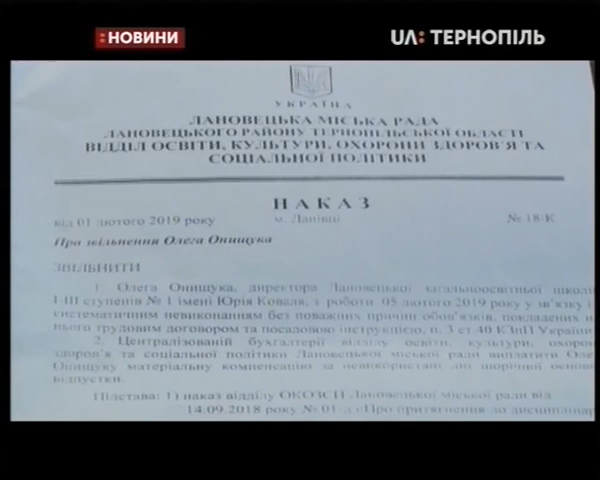 :НОВИНИ
UA: ТЕРНОПІЛЬ
УКРАЇНА
ЛАНОВЕЦЬКА МІСЬКА РАДА
ЛАНОВЕЦЬКОГО РАЙОНУ ТЕРНОПІЛЬСЬКОЇ ОБЛАСТІ
ВІДДІЛ ОСВІТИ, КУЛЬТУРИ, ОХОРОНИ ЗДОРОВ'Я ТА
СОЦІАЛЬНОЇ ПОЛІТИКИ
НАКАЗ
від 01 лютого 2019 року м. Ланівці № 18-К
Про звільнення Олега Онищука
ЗВІЛЬНИТИ
1. Олега Онищука, директора Лановецької загальноосвітньої школи
І-ІІІ ступенів № 1 імені Юрія Коваля, з роботи 05 лютого 2019 року у зв'язку і
систематичним невиконанням без поважних причин обов'язків, покладених н
нього трудовим договором та посадовою інструкцією, п. 3 ст.40 КЗпП України
2. Централізованій бухгалтерії відділу освіти, культури, охорон
здоров'я та соціальної політики Лановецької міської ради виплатити Оле
Онищуку матеріальну компенсацію за невикористані дні щорічної основ
відпустки.
Підстава: 1) наказ відділу ОКОЗСП Лановецької міської ради від
14.09.2018 року № 01-д «Про притягнення до дисциплінар